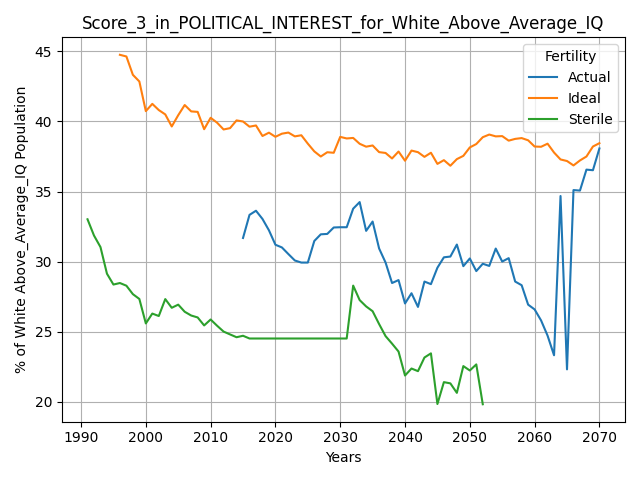 Score_3_in_POLITICAL_INTEREST_for_White_Above_Average_IQ
Fertility
Actual
Ideal
Sterile
% of White Above_Average_IQ Population
45
40
35
30
25
20
1990 2000 2010 2020 2030 2040 2050 2060 2070
Years